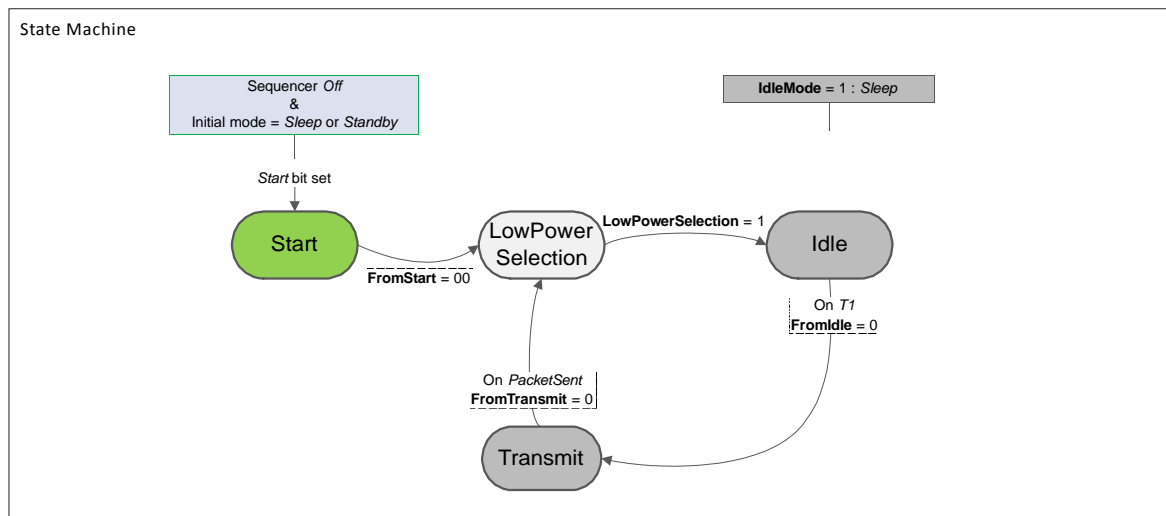 State Machine
Sequencer Off
&
Initial mode = Sleep or Standby
IdleMode = 1 : Sleep
Start bit set
Start
LowPower
Selection
LowPowerSelection = 1
Idle
FromStart = 00
On T1
FromIdle = 0
On PacketSent
FromTransmit = 0
Transmit